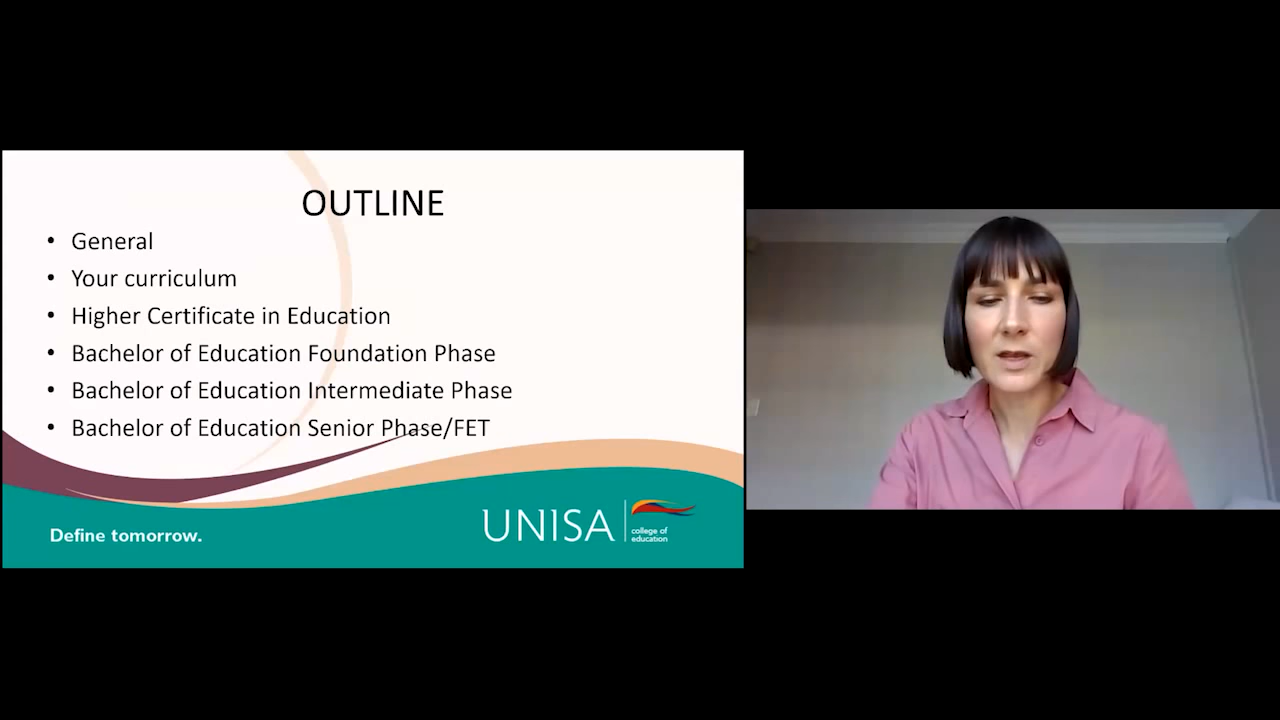 OUTLINE
• General
• Your curriculum
• Higher Certificate in Education
• Bachelor of Education Foundation Phase
• Bachelor of Education Intermediate Phase
• Bachelor of Education Senior Phase/FET
Define tomorrow.
UNISA
college of
education